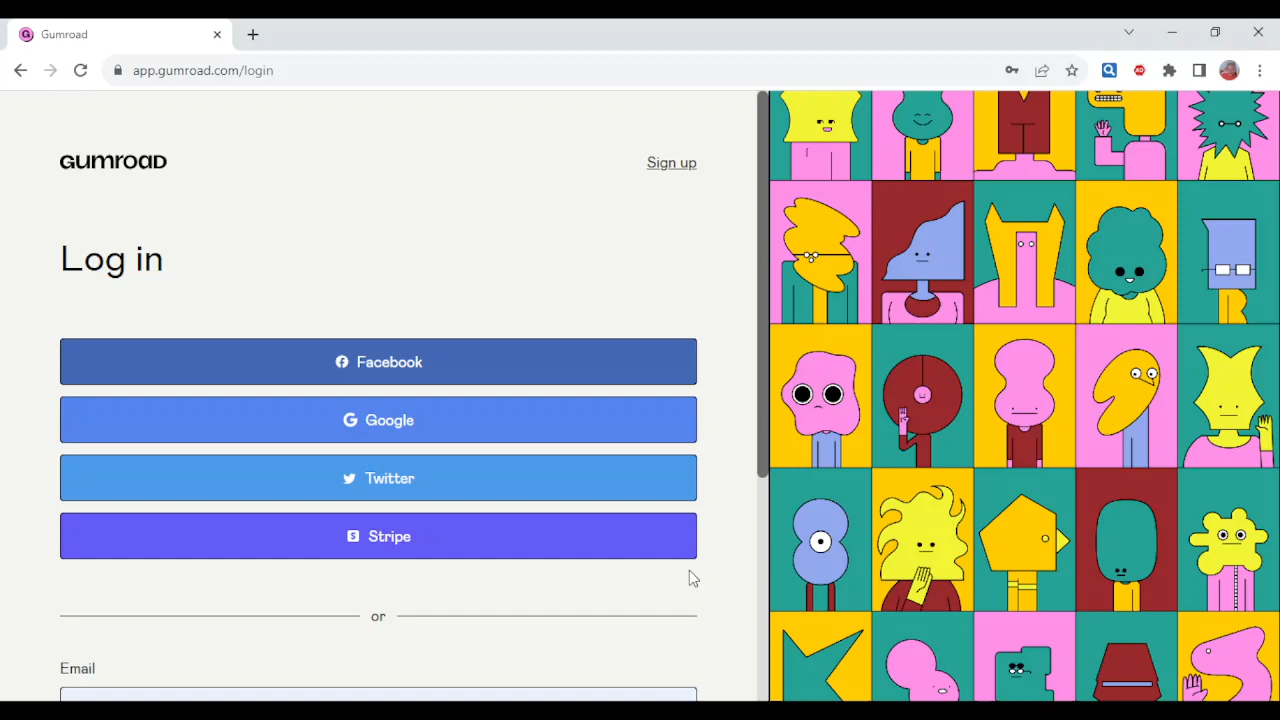 Gumroad
app.gumroad.com/login
GUMROAD
Sign up
Log in
Facebook
Google
Twitter
Stripe
or
Email